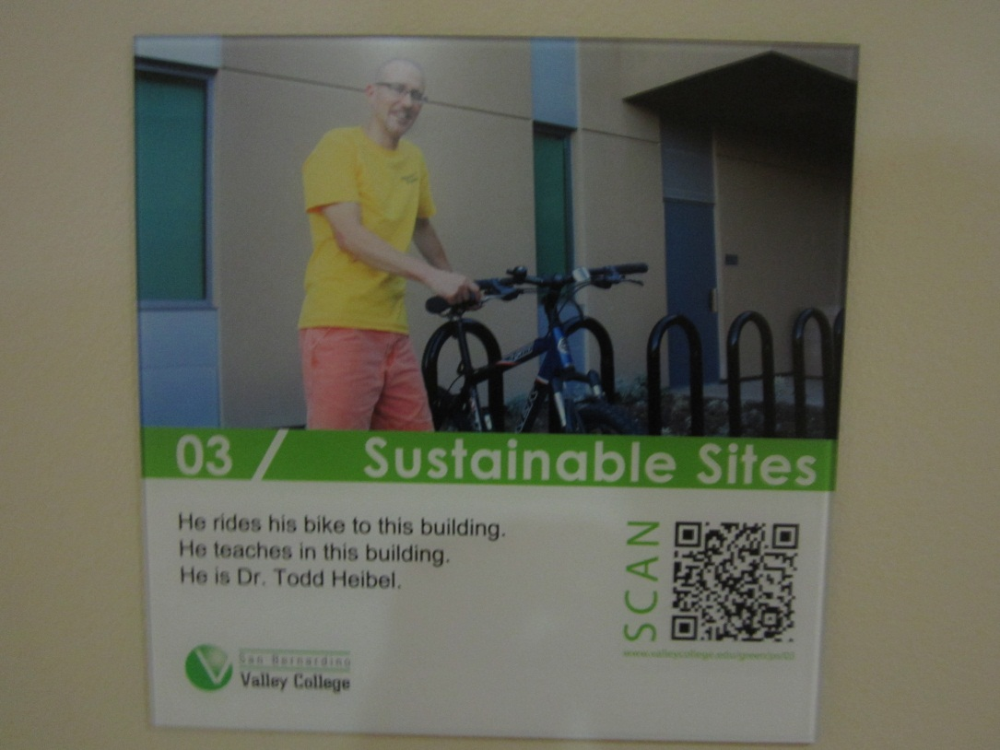 03 / Sustainable Sites
He rides his bike to this building.
He teaches in this building.
He is Dr. Todd Heibel.
SCAN
San Bernardino
Valley College